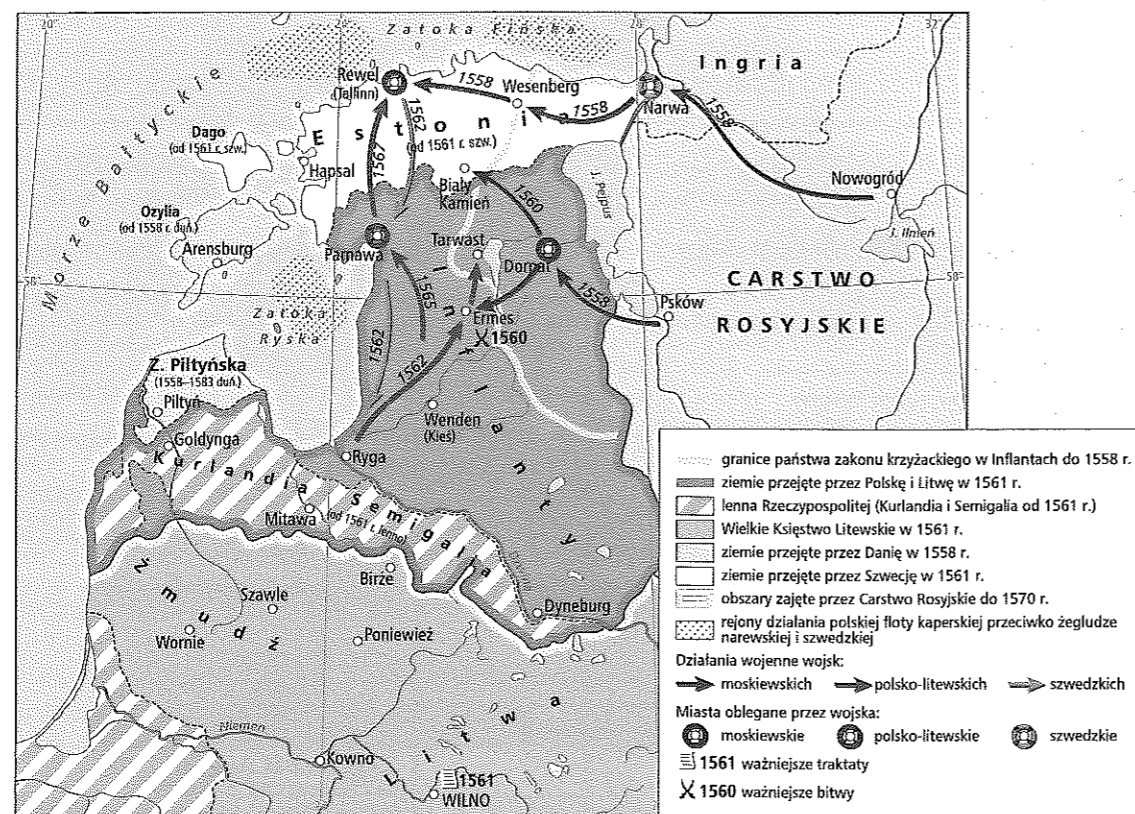 20°
24°
28°
32°
Zatoka Fińska
Morze Bałtyckie
Rewel
(Tallinn)
1558
Wesenberg
1558
Narwa
Ingria
1558
Dago
(od 1561 r. szw.)
Estonia
(od 1561 r. szw.)
1562
1567
Hapsal
Biały
Kamień
J. Pejpus
Nowogród
J. Ilmeń
Ozylia
(od 1558 r. duń.)
Arensburg
Parnawa
Tarwast
1560
Dorpat
58°
58°
CARSTWO
ROSYJSKIE
1558
Psków
Zatoka
Ryska
1565
1562
Ermes
1560
1562
Inflanty
Z. Piltyńska
(1558–1583 duń.)
Piltyń
Goldynga
Wenden
(Kieś)
Ryga
Kurlandia
Semigalia
(od 1561 r. lenno)
Mitawa
Birże
Dyneburg
Żmudź
Szawle
Wornie
Poniewież
Niemen
Kowno
Litwa
1561
WILNO
granice państwa zakonu krzyżackiego w Inflantach do 1558 r.
ziemie przejęte przez Polskę i Litwę w 1561 r.
lenna Rzeczypospolitej (Kurlandia i Semigalia od 1561 r.)
Wielkie Księstwo Litewskie w 1561 r.
ziemie przejęte przez Danię w 1558 r.
ziemie przejęte przez Szwecję w 1561 r.
obszary zajęte przez Carstwo Rosyjskie do 1570 r.
rejony działania polskiej floty kaperskiej przeciwko żegludze
narewskiej i szwedzkiej
Działania wojenne wojsk:
moskiewskich polsko-litewskich szwedzkich
Miasta oblegane przez wojska:
moskiewskie polsko-litewskie szwedzkie
1561 ważniejsze traktaty
1560 ważniejsze bitwy